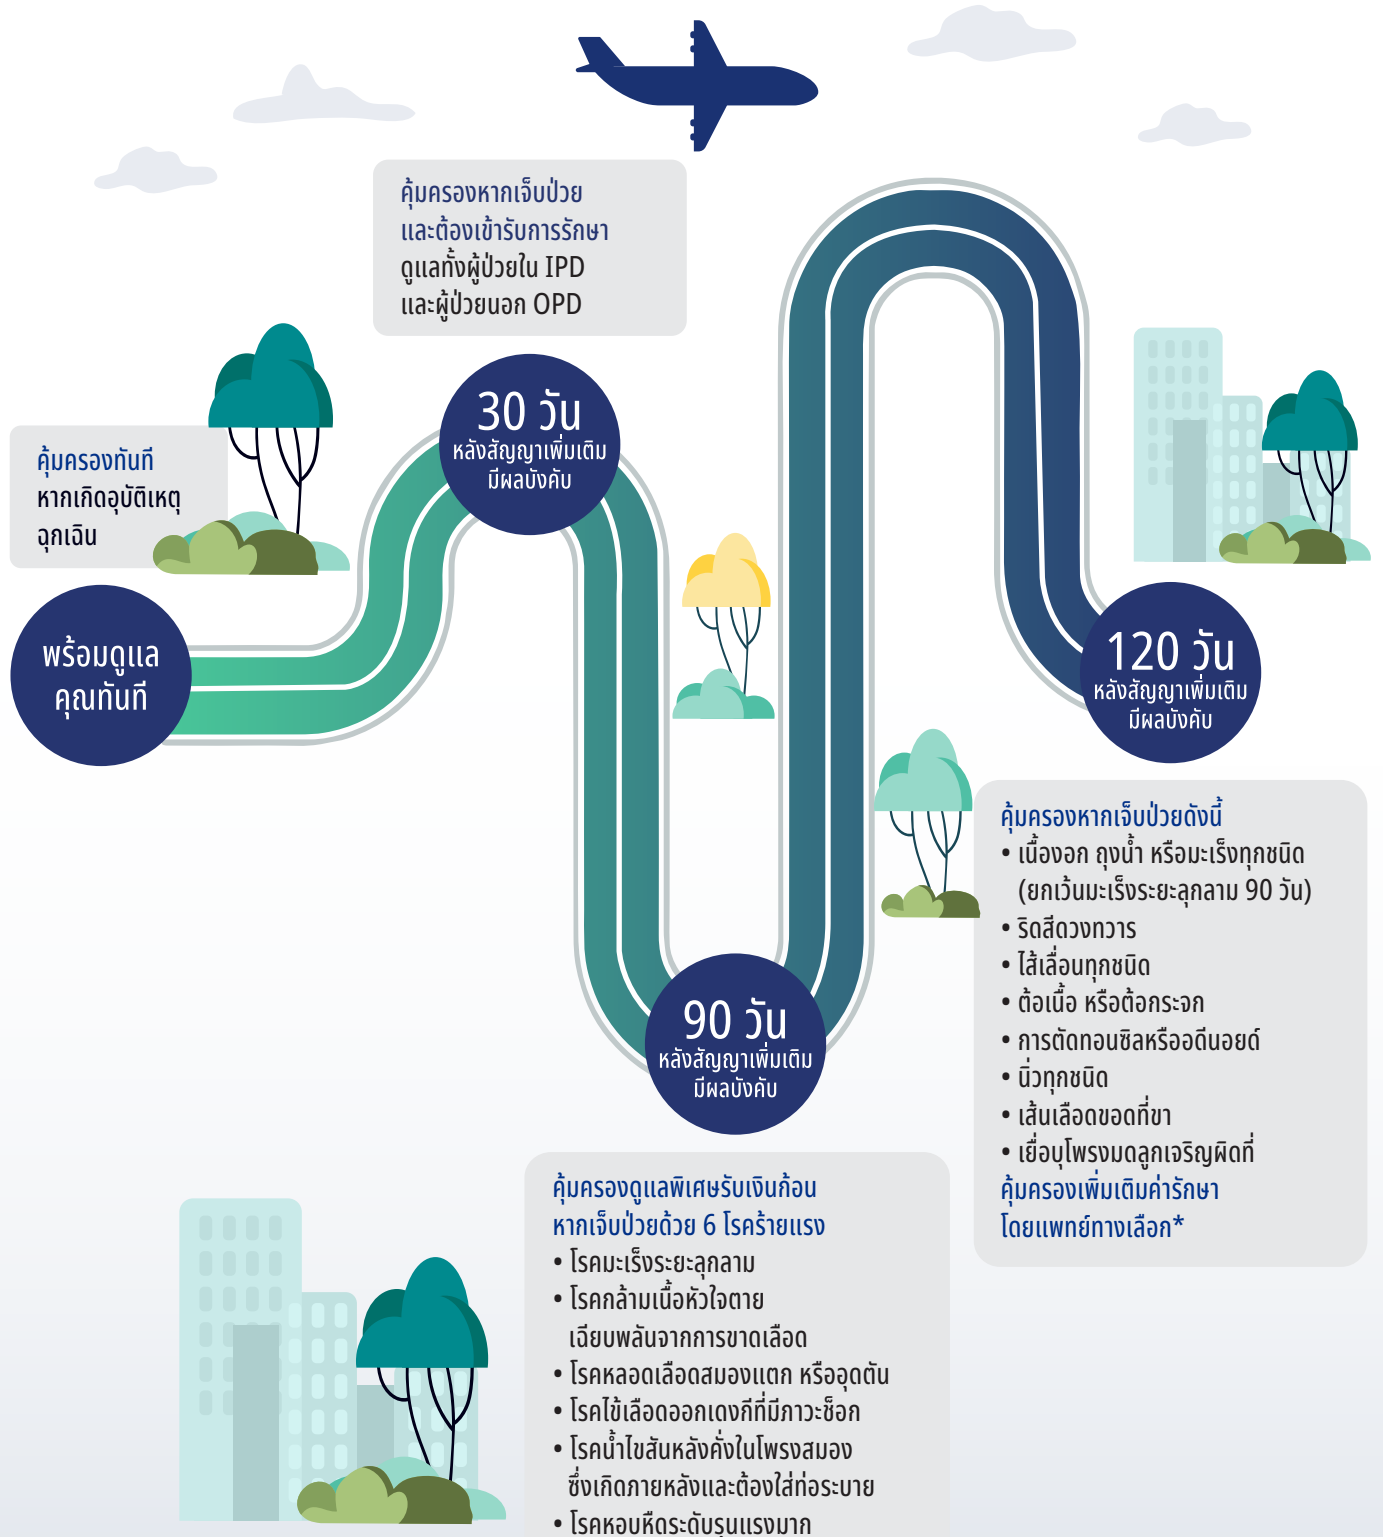 คุ้มครองหากเจ็บป่วย
และต้องเข้ารับการรักษา
ดูแลทั้งผู้ป่วยใน IPD
และผู้ป่วยนอก OPD
30 วัน
หลังสัญญาเพิ่มเติม
มีผลบังคับ
คุ้มครองทันที
หากเกิดอุบัติเหตุ
ฉุกเฉิน
พร้อมดูแล
คุณทันที
120 วัน
หลังสัญญาเพิ่มเติม
มีผลบังคับ
คุ้มครองหากเจ็บป่วยดังนี้
• เนื้องอก ถุงน้ำ หรือมะเร็งทุกชนิด
(ยกเว้นมะเร็งระยะลุกลาม 90 วัน)
• ริดสีดวงทวาร
• ไส้เลื่อนทุกชนิด
• ต้อเนื้อ หรือต้อกระจก
• การตัดทอนซิลหรืออดีนอยด์
• นิ่วทุกชนิด
• เส้นเลือดขอดที่ขา
• เยื่อบุโพรงมดลูกเจริญผิดที่
คุ้มครองเพิ่มเติมค่ารักษา
โดยแพทย์ทางเลือก*
90 วัน
หลังสัญญาเพิ่มเติม
มีผลบังคับ
คุ้มครองดูแลพิเศษรับเงินก้อน
หากเจ็บป่วยด้วย 6 โรคร้ายแรง
• โรคมะเร็งระยะลุกลาม
• โรคกล้ามเนื้อหัวใจตาย
เฉียบพลันจากการขาดเลือด
• โรคหลอดเลือดสมองแตก หรืออุดตัน
• โรคไข้เลือดออกเดงกีที่มีภาวะช็อก
• โรคน้ำไขสันหลังคั่งในโพรงสมอง
ซึ่งเกิดภายหลังและต้องใส่ท่อระบาย
• โรคหอบหืดระดับรุนแรงมาก